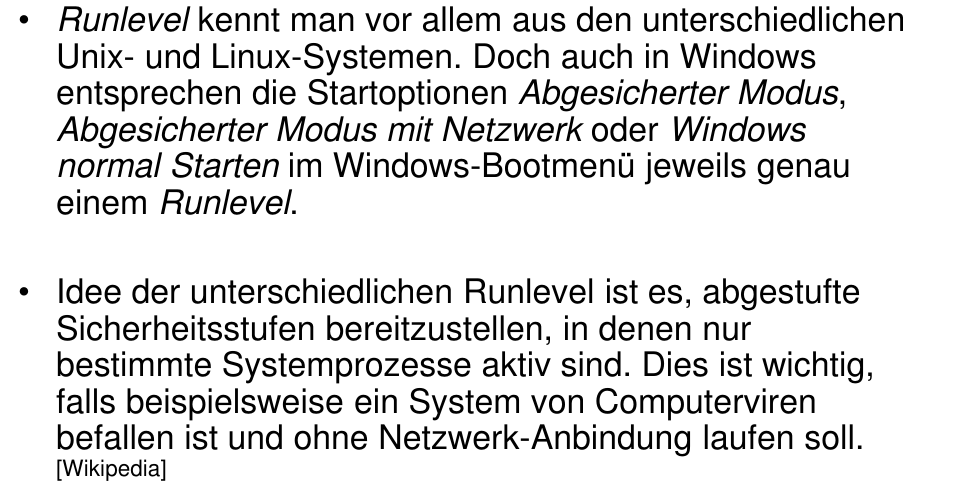 • Runlevel kennt man vor allem aus den unterschiedlichen
Unix- und Linux-Systemen. Doch auch in Windows
entsprechen die Startoptionen Abgesicherter Modus,
Abgesicherter Modus mit Netzwerk oder Windows
normal Starten im Windows-Bootmenü jeweils genau
einem Runlevel.
• Idee der unterschiedlichen Runlevel ist es, abgestufte
Sicherheitsstufen bereitzustellen, in denen nur
bestimmte Systemprozesse aktiv sind. Dies ist wichtig,
falls beispielsweise ein System von Computerviren
befallen ist und ohne Netzwerk-Anbindung laufen soll.
[Wikipedia]